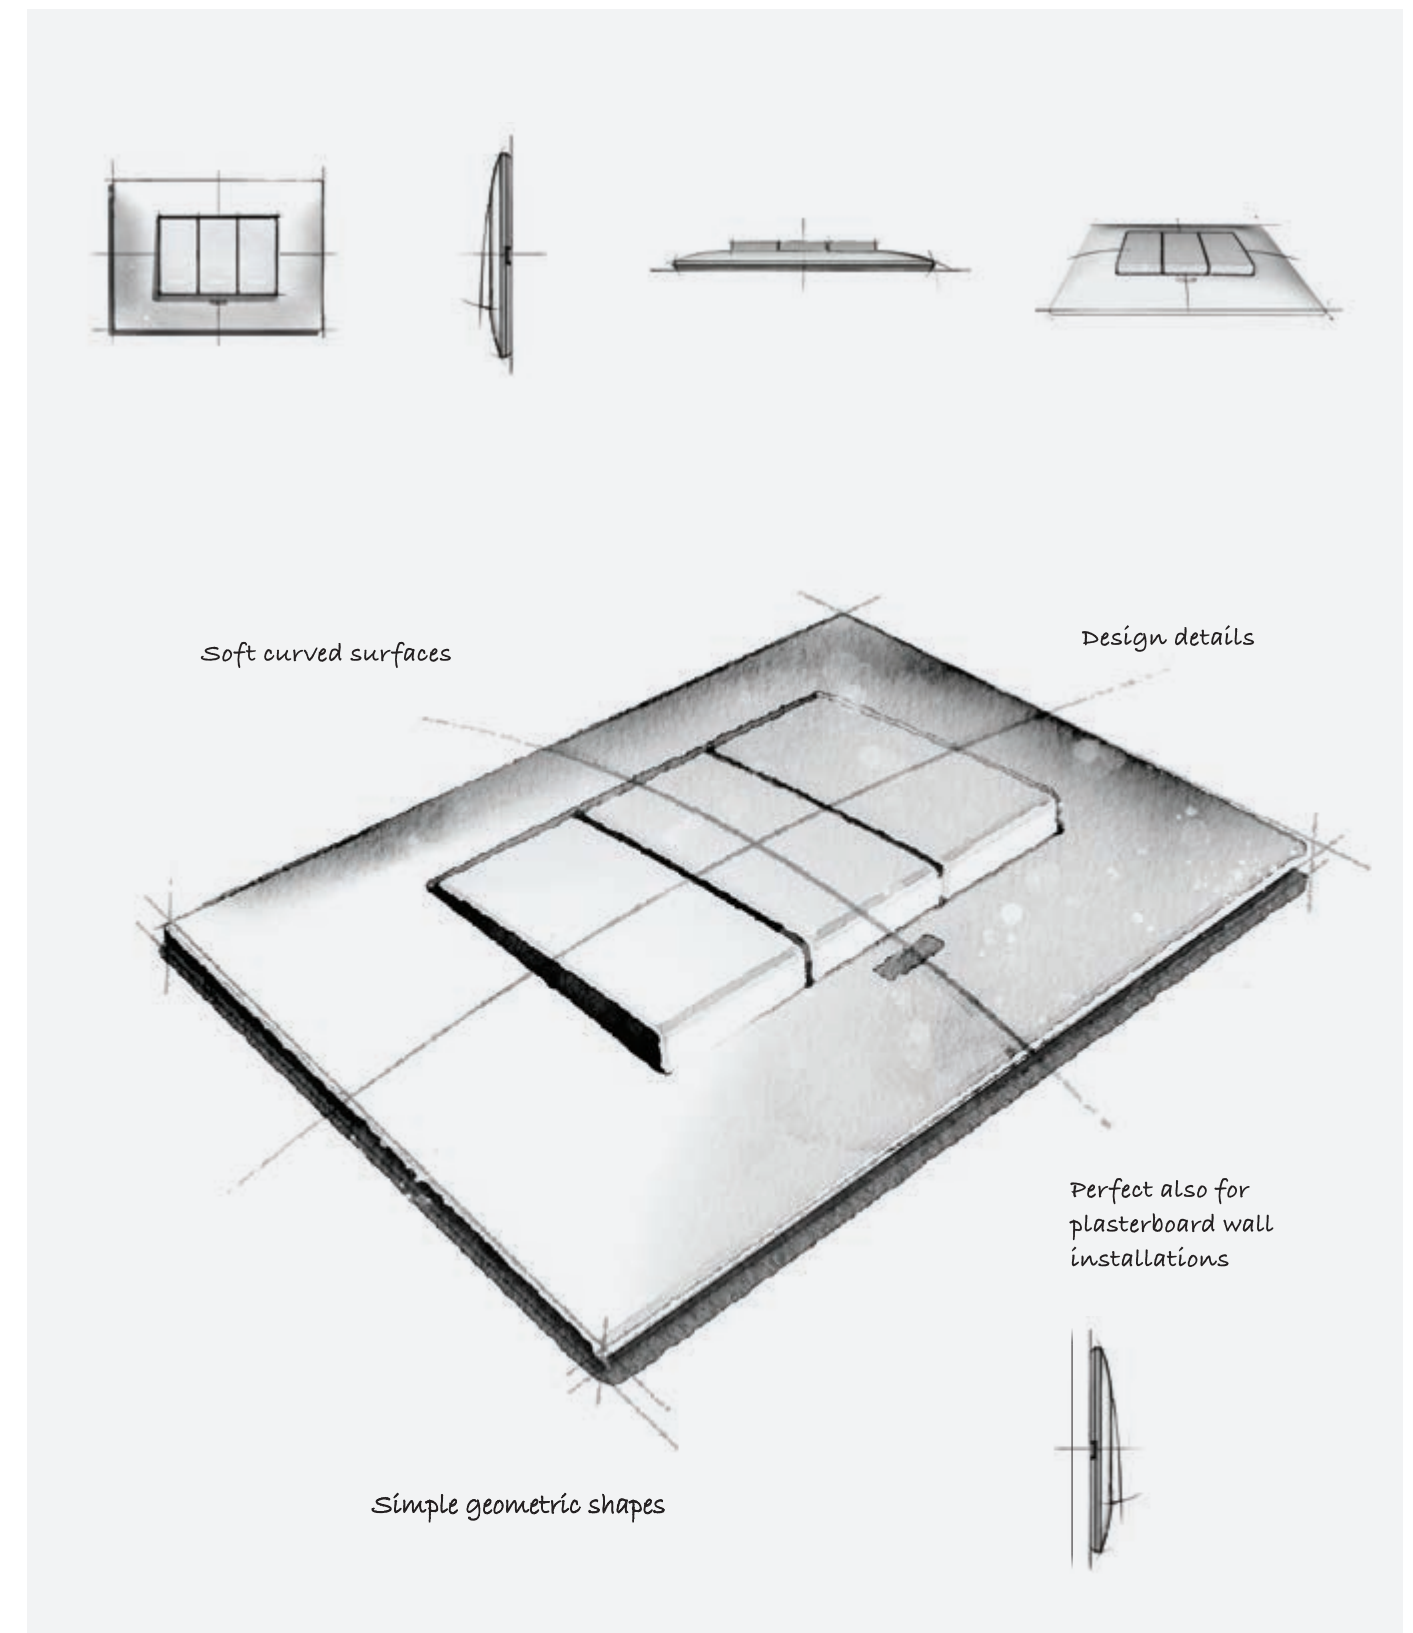 Soft curved surfaces
Design details
Perfect also for
plasterboard wall
installations
Simple geometric shapes